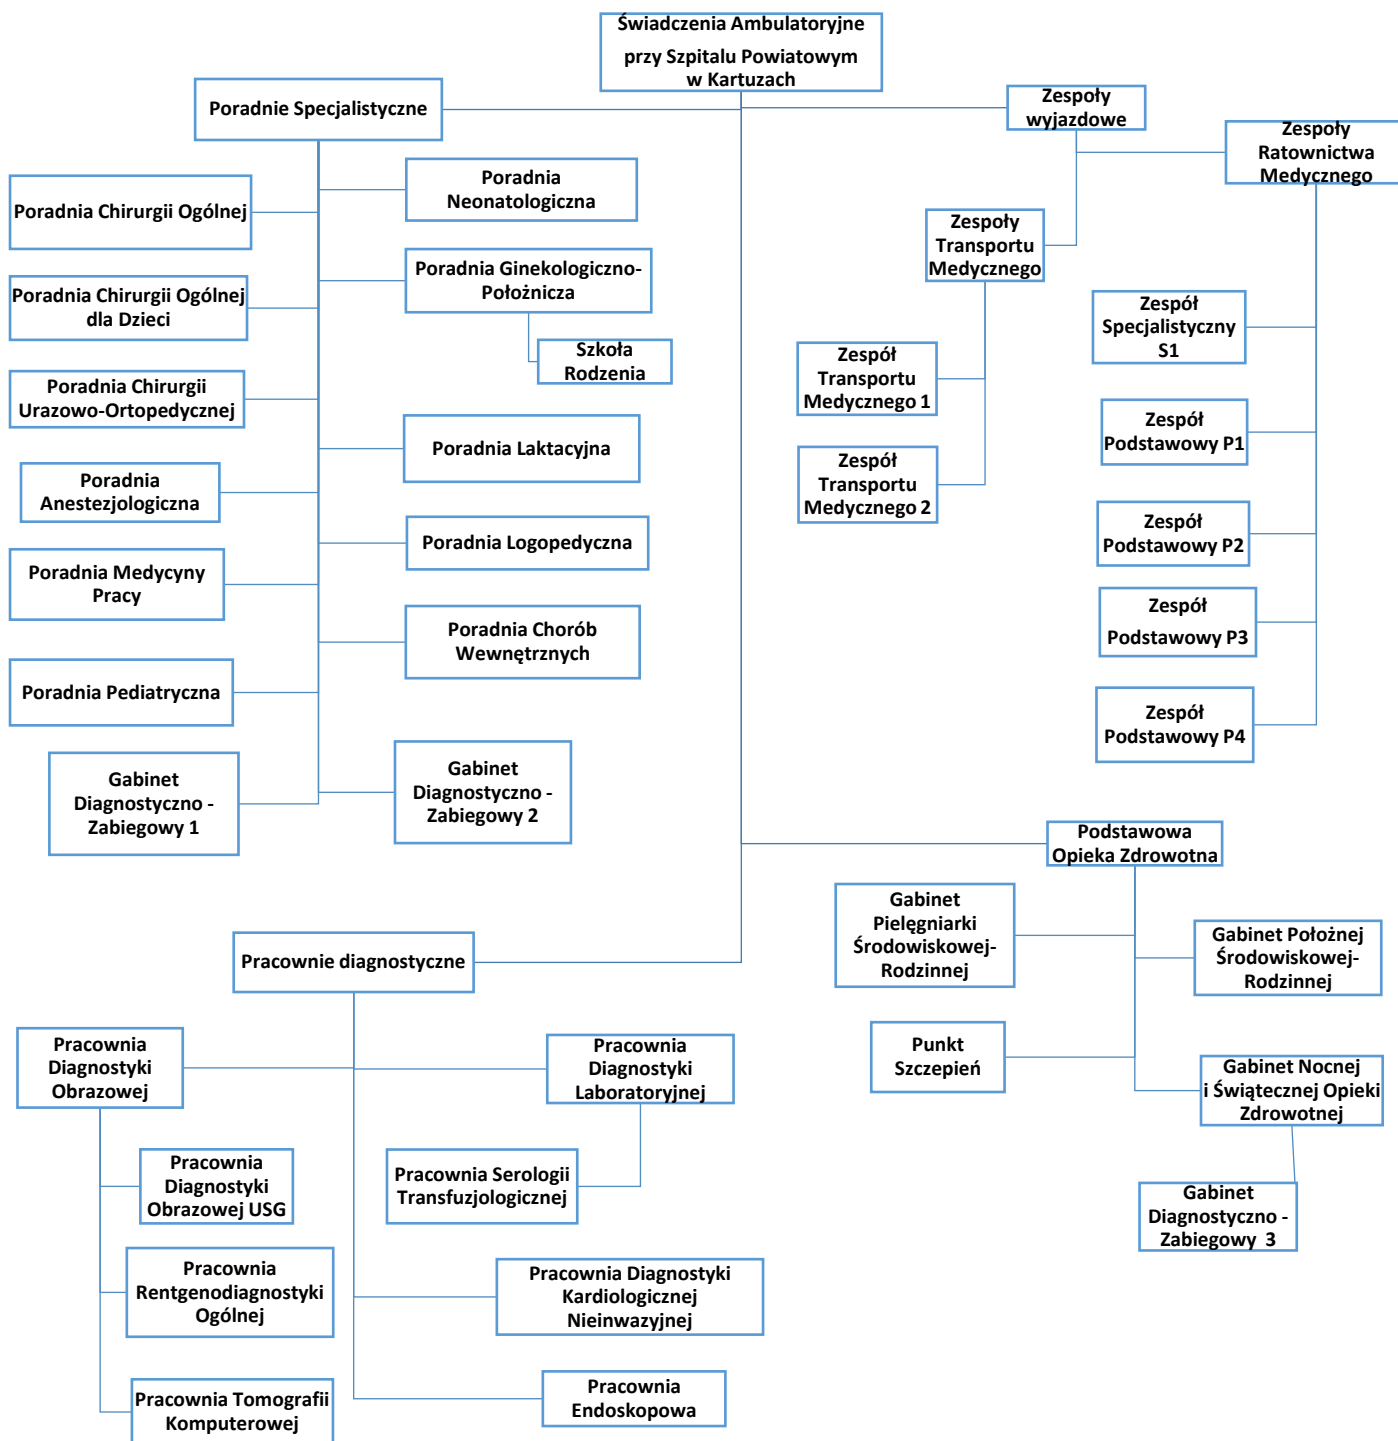 Świadczenia Ambulatoryjne
przy Szpitalu Powiatowym
w Kartuzach
Poradnie Specjalistyczne
Zespoły
wyjazdowe
Zespoły
Ratownictwa
Medycznego
Poradnia Chirurgii Ogólnej
Poradnia
Neonatologiczna
Zespoły
Transportu
Medycznego
Poradnia Chirurgii Ogólnej
dla Dzieci
Poradnia Ginekologiczno-
Położnicza
Szkoła
Rodzenia
Zespół
Specjalistyczny
S1
Poradnia Chirurgii
Urazowo-Ortopedycznej
Zespół
Transportu
Medycznego 1
Zespół
Podstawowy P1
Poradnia Laktacyjna
Zespół
Transportu
Medycznego 2
Poradnia
Anestezjologiczna
Poradnia Logopedyczna
Zespół
Podstawowy P2
Poradnia Medycyny
Pracy
Zespół
Podstawowy P3
Poradnia Chorób
Wewnętrznych
Poradnia Pediatryczna
Zespół
Podstawowy P4
Gabinet
Diagnostyczno -
Zabiegowy 1
Gabinet
Diagnostyczno -
Zabiegowy 2
Podstawowa
Opieka Zdrowotna
Gabinet
Pielęgniarki
Środowiskowej-
Rodzinnej
Gabinet Położnej
Środowiskowej-
Rodzinnej
Pracownie diagnostyczne
Punkt
Szczepień
Gabinet Nocnej
i Świątecznej Opieki
Zdrowotnej
Gabinet
Diagnostyczno -
Zabiegowy 3
Pracownia
Diagnostyki
Obrazowej
Pracownia
Diagnostyki
Laboratoryjnej
Pracownia
Diagnostyki
Obrazowej USG
Pracownia Serologii
Transfuzjologicznej
Pracownia
Rentgenodiagnostyki
Ogólnej
Pracownia Diagnostyki
Kardiologicznej
Nieinwazyjnej
Pracownia Tomografii
Komputerowej
Pracownia
Endoskopowa